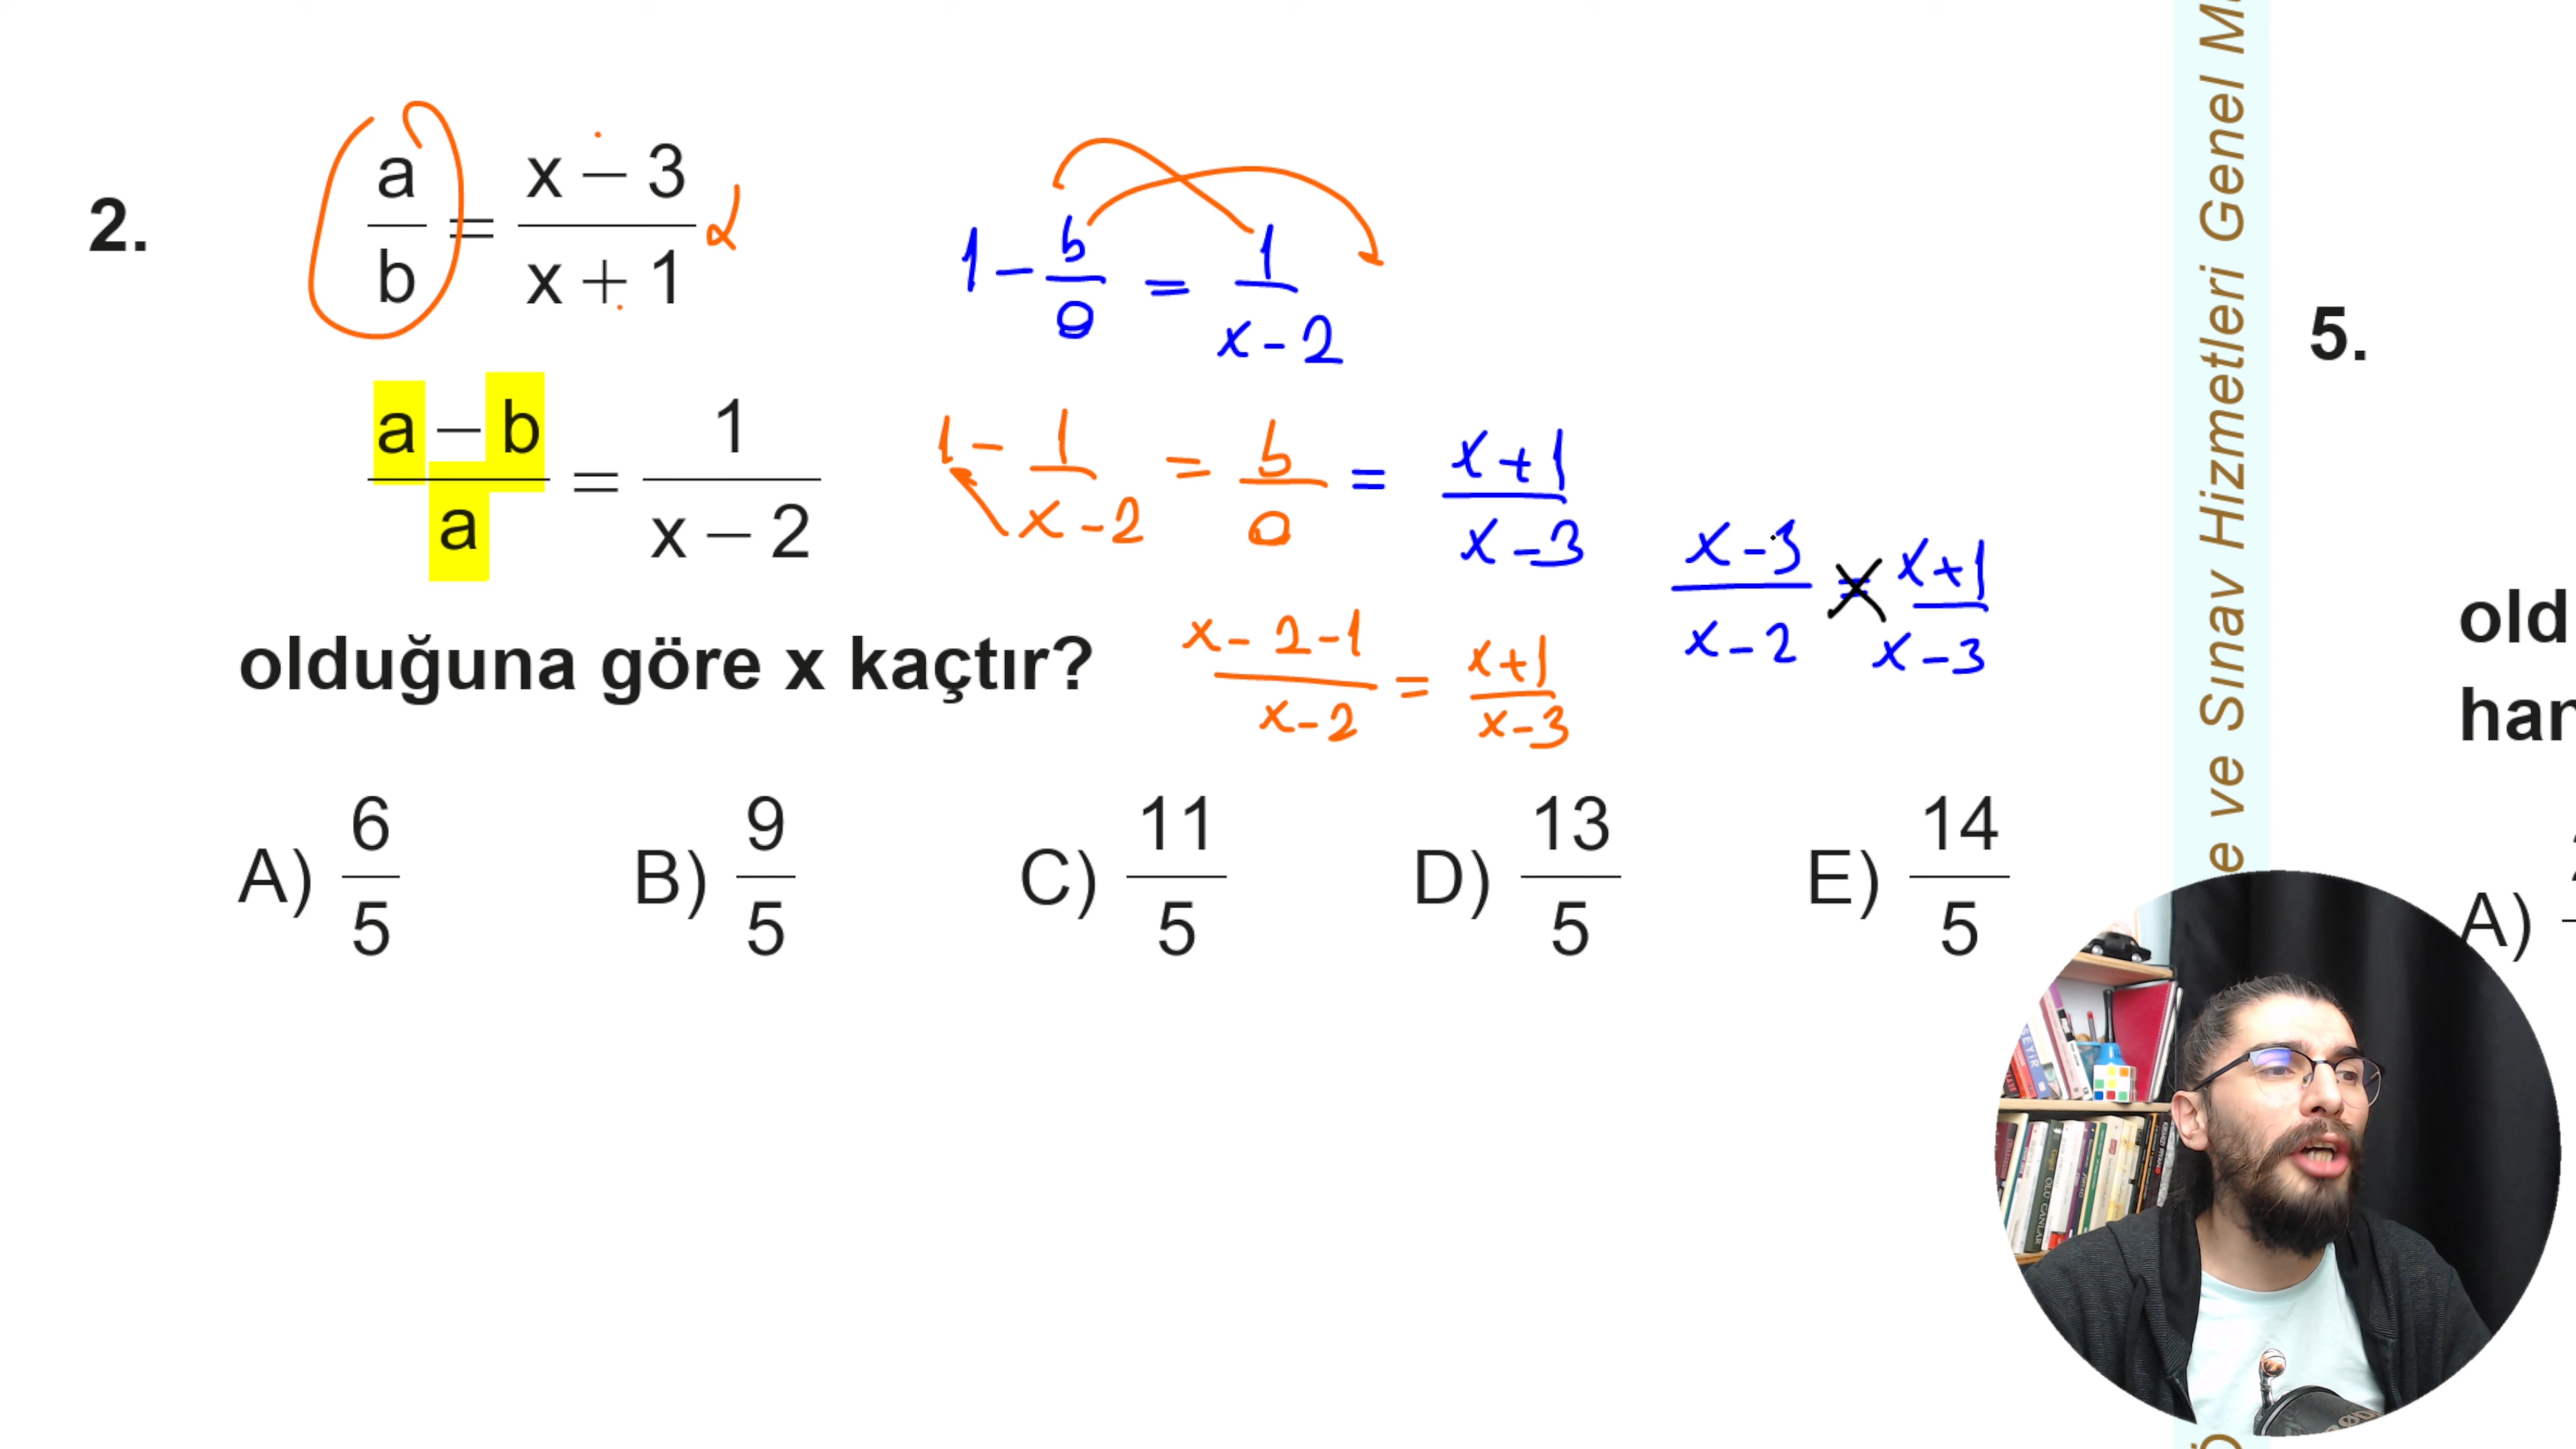 2.
a/b = x – 3/x + 1
a – b/a = 1/x – 2
olduğuna göre x kaçtır?
A) 6/5 B) 9/5 C) 11/5 D) 13/5 E) 14/5
1 – b/a = 1/x – 2
1 – 1/x – 2 = b/a = x + 1/x – 3
x – 2 – 1/x – 2 = x + 1/x – 3
x – 3/x – 2 = x + 1/x – 3
e ve Sınav Hizmetleri Genel M
5.
old
han
A)